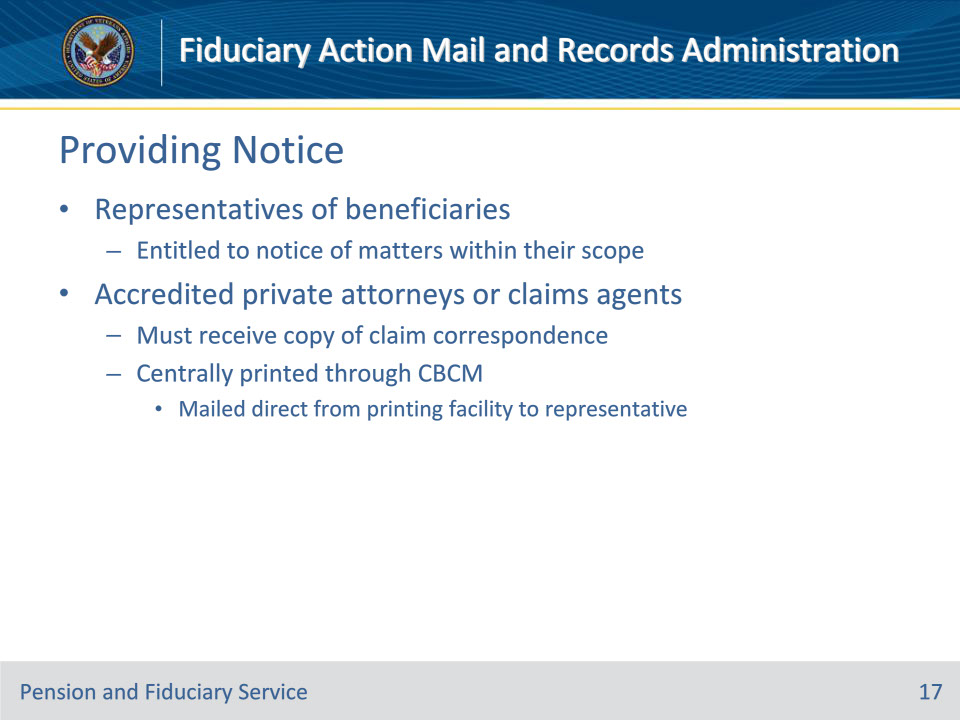 Fiduciary Action Mail and Records Administration
Providing Notice
• Representatives of beneficiaries
– Entitled to notice of matters within their scope
• Accredited private attorneys or claims agents
– Must receive copy of claim correspondence
– Centrally printed through CBCM
• Mailed direct from printing facility to representative
Pension and Fiduciary Service
17